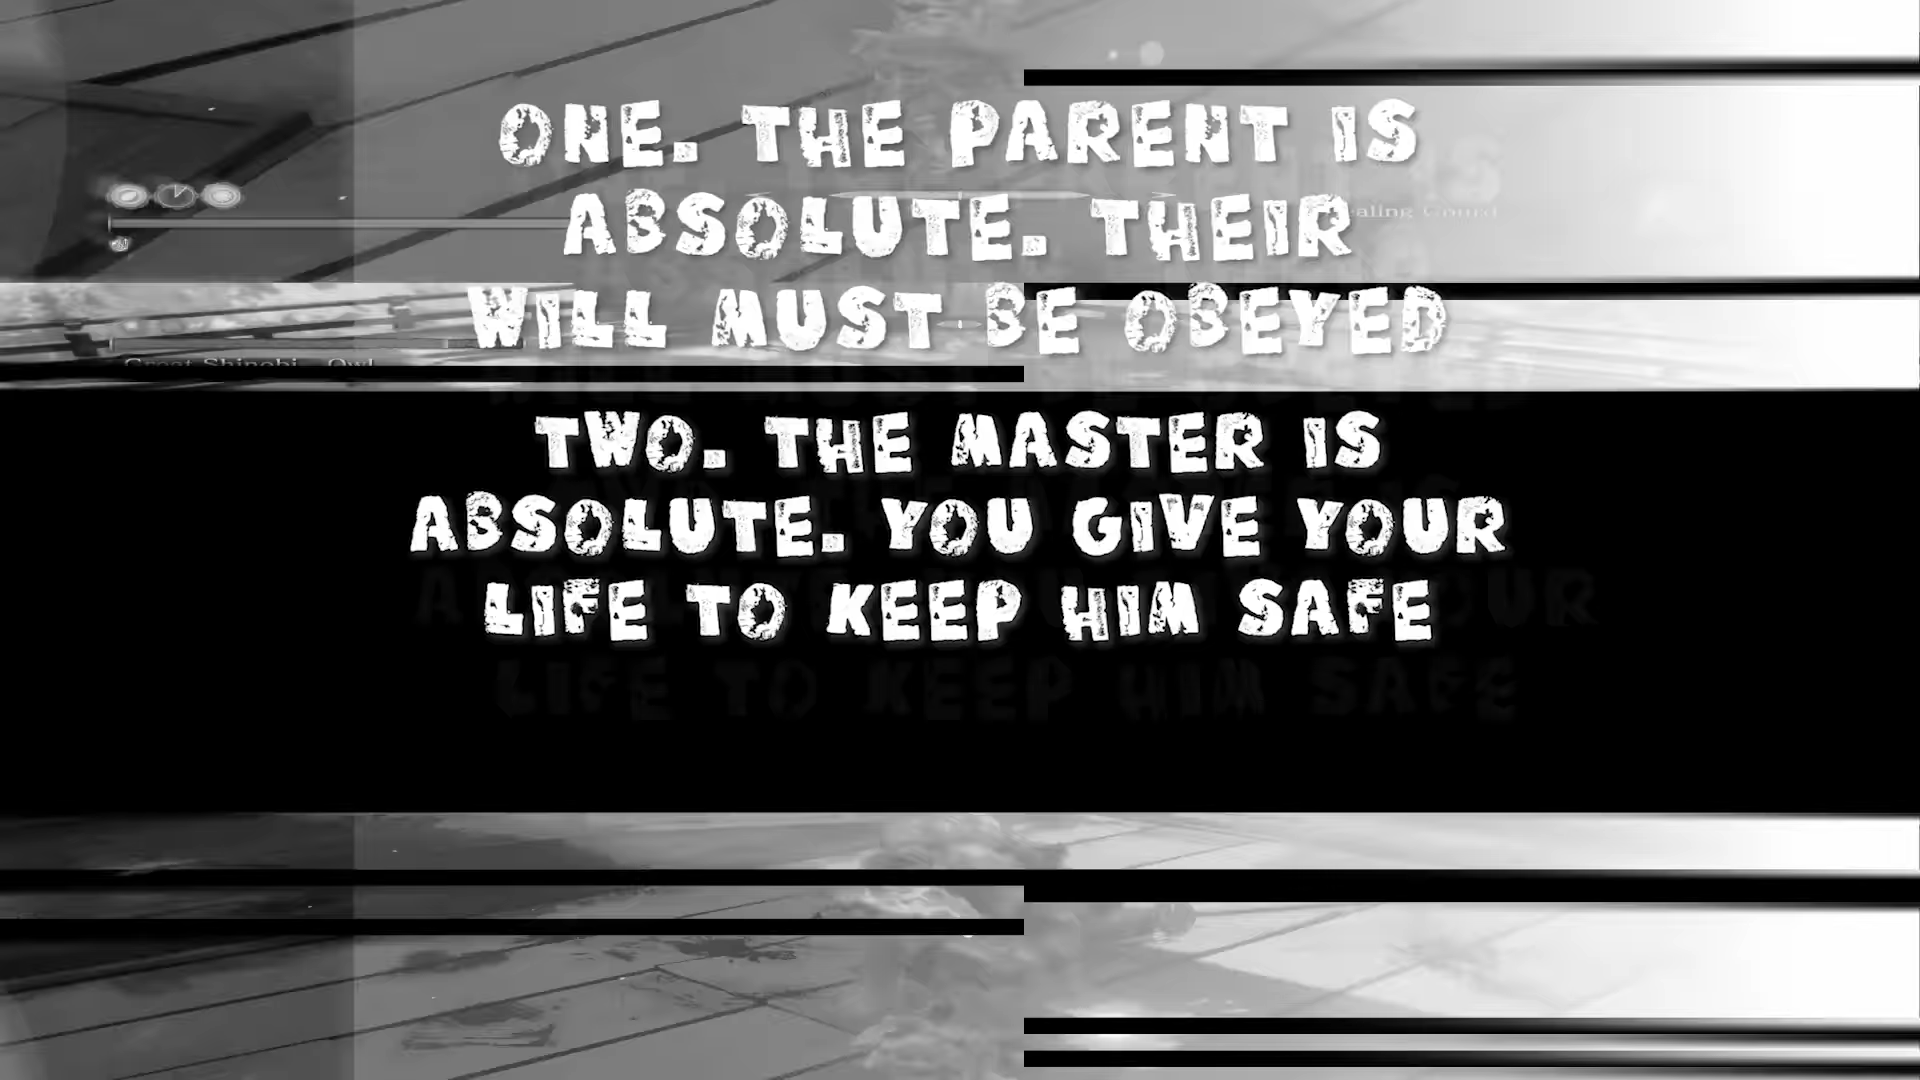 ONE. THE PARENT IS
ABSOLUTE. THEIR
WILL MUST BE OBEYED
Great Shinobi - Owl
TWO. THE MASTER IS
ABSOLUTE. YOU GIVE YOUR
LIFE TO KEEP HIM SAFE